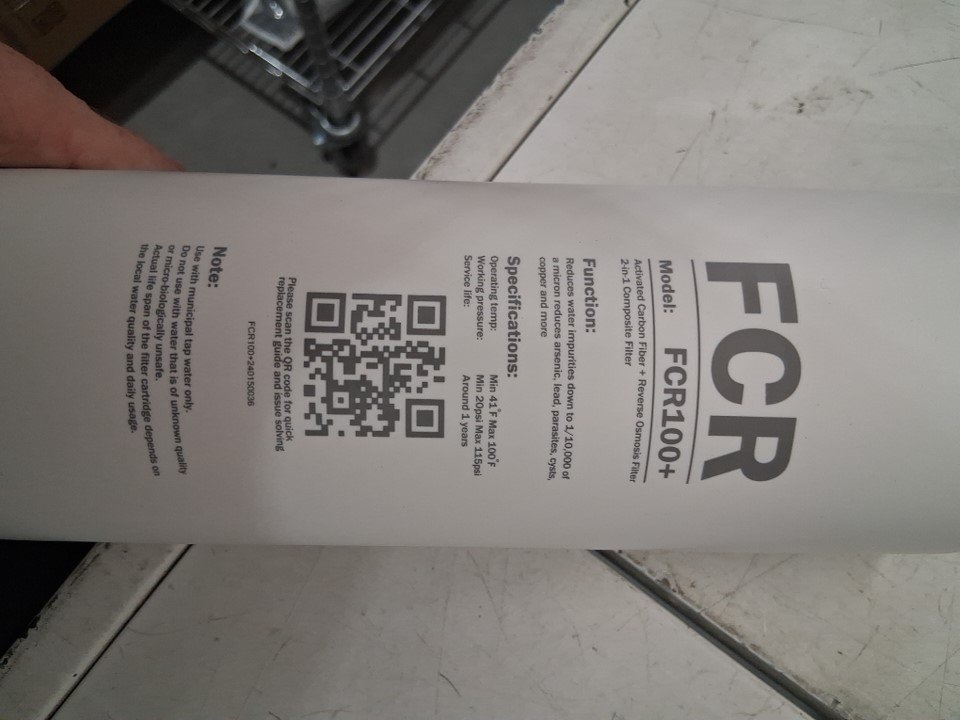 FCR
Model: FCR100+
Activated Carbon Fiber + Reverse Osmosis Filter
2-in-1 Composite Filter
Function:
Reduces water impurities down to 1/10,000 of
a micron reduces arsenic, lead, parasites, cysts,
copper and more
Specifications:
Operating temp: Min 41°F Max 100°F
Working pressure: Min 20psi Max 115psi
Service life: Around 1 years
Please scan the QR code for quick
replacement guide and issue solving
FCR100+240150036
Note:
Use with municipal tap water only.
Do not use with water that is of unknown quality
or micro-biologically unsafe.
Actual life span of the filter cartridge depends on
the local water quality and daily usage.